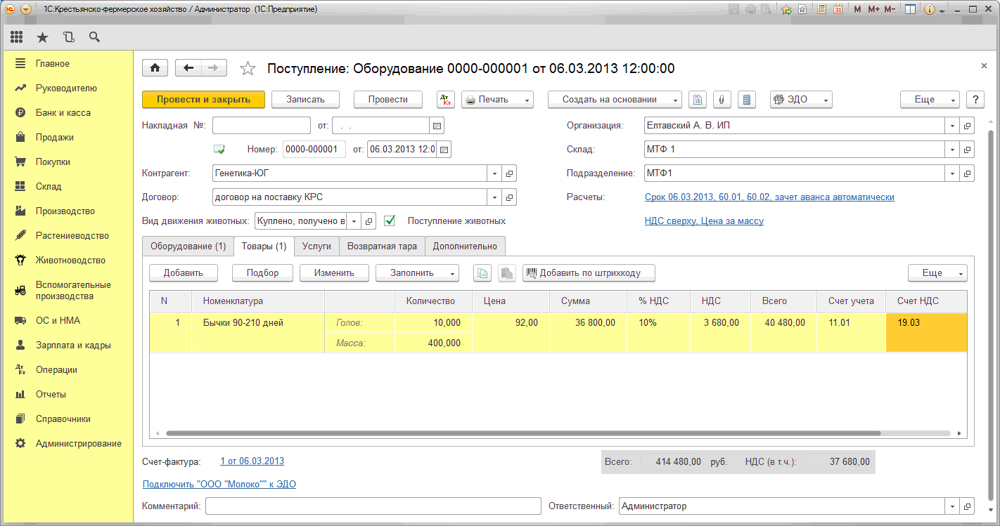 1С:Крестьянско-фермерское хозяйство / Администратор (1С:Предприятие)
M M+ M-
Главное
Руководителю
Банк и касса
Продажи
Покупки
Склад
Производство
Растениеводство
Животноводство
Вспомогательные
производства
ОС и НМА
Зарплата и кадры
Операции
Отчеты
Справочники
Администрирование
Поступление: Оборудование 0000-000001 от 06.03.2013 12:00:00
Провести и закрыть Записать Провести Дт Кт Печать Создать на основании ЭДО Еще ?
Накладная №: от: . . Организация: Елтавский А. В. ИП
Номер: 0000-000001 от: 06.03.2013 12:0 Склад: МТФ 1
Контрагент: Генетика-ЮГ Подразделение: МТФ1
Договор: договор на поставку КРС Расчеты: Срок 06.03.2013, 60.01, 60.02, зачет аванса автоматически
Вид движения животных: Куплено, получено в Поступление животных НДС сверху, Цена за массу
Оборудование (1) Товары (1) Услуги Возвратная тара Дополнительно
Добавить Подбор Изменить Заполнить Добавить по штрихкоду Еще
N Номенклатура Количество Цена Сумма % НДС НДС Всего Счет учета Счет НДС
1 Бычки 90-210 дней Голов: 10,000 92,00 36 800,00 10% 3 680,00 40 480,00 11.01 19.03
Масса: 400,000
Счет-фактура: 1 от 06.03.2013 Всего: 414 480,00 руб. НДС (в т.ч.): 37 680,00
Подключить "ООО "Молоко"" к ЭДО
Комментарий: Ответственный: Администратор